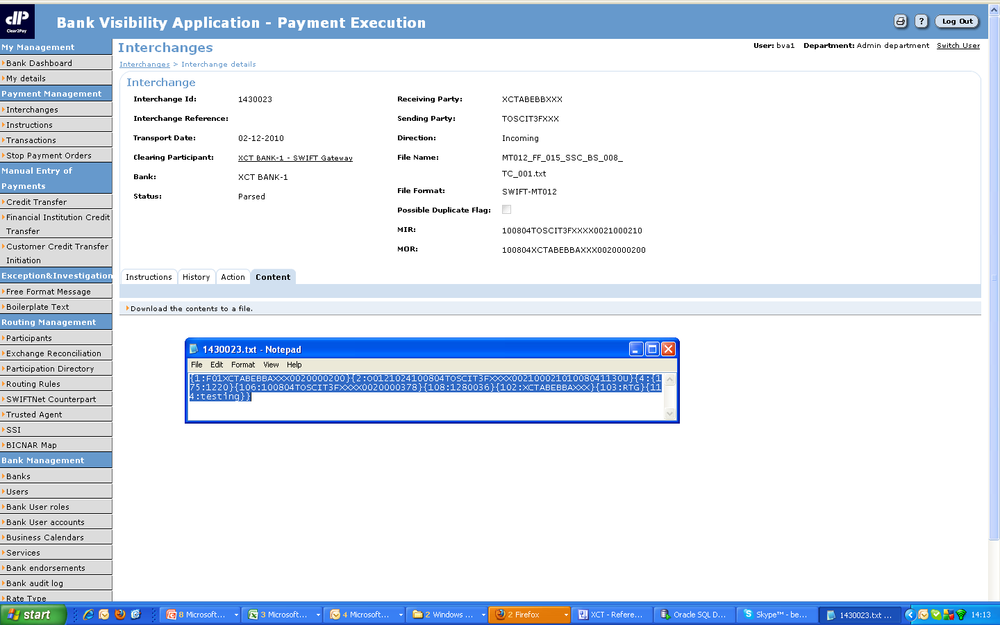 clip
Clear2Pay
Bank Visibility Application - Payment Execution
?
Log Out
My Management
Bank Dashboard
My details
Payment Management
Interchanges
Instructions
Transactions
Stop Payment Orders
Manual Entry of
Payments
Credit Transfer
Financial Institution Credit
Transfer
Customer Credit Transfer
Initiation
Exception&Investigation
Free Format Message
Boilerplate Text
Routing Management
Participants
Exchange Reconciliation
Participation Directory
Routing Rules
SWIFTNet Counterpart
Trusted Agent
SSI
BICNAR Map
Bank Management
Banks
Users
Bank User roles
Bank User accounts
Business Calendars
Services
Bank endorsements
Bank audit log
Rate Type
Interchanges
User: bva1 Department: Admin department Switch User
Interchanges > Interchange details
Interchange
Interchange Id: 1430023
Interchange Reference:
Transport Date: 02-12-2010
Clearing Participant: XCT BANK-1 - SWIFT Gateway
Bank: XCT BANK-1
Status: Parsed
Receiving Party: XCTABEBBXXX
Sending Party: TOSCIT3FXXX
Direction: Incoming
File Name: MT012_FF_015_SSC_BS_008_
TC_001.txt
File Format: SWIFT-MT012
Possible Duplicate Flag:
MIR: 100804TOSCIT3FXXXX0021000210
MOR: 100804XCTABEBBAXXX0020000200
Instructions History Action Content
Download the contents to a file.
1430023.txt - Notepad
File Edit Format View Help
{1:F01XCTABEBBAXXX0020000200}{2:O0121024100804TOSCIT3FXXXX00210002101008041130U}{4:{1
75:1220}{106:100804TOSCIT3FXXXX0020000378}{108:1280036}{102:XCTABEBBAXXX}{103:RTG}{11
4:testing}}
start
8 Microsoft...
3 Microsoft...
4 Microsoft...
2 Windows ...
2 Firefox
XCT - Refere...
Oracle SQL D...
Skype™ - be...
1430023.txt ...
14:13